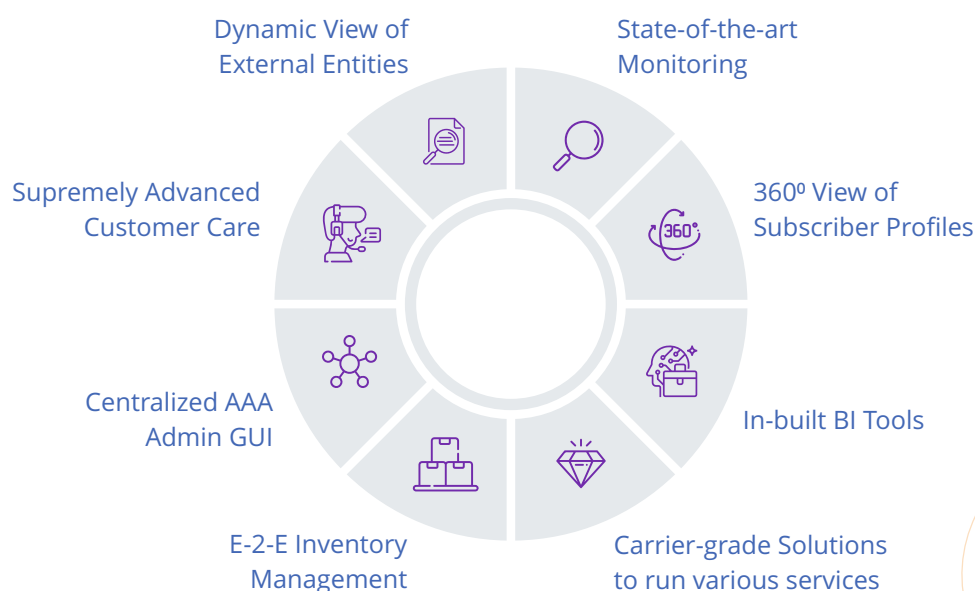 Dynamic View of
External Entities
State-of-the-art
Monitoring
Supremely Advanced
Customer Care
360⁰ View of
Subscriber Profiles
360°
Centralized AAA
Admin GUI
In-built BI Tools
E-2-E Inventory
Management
Carrier-grade Solutions
to run various services